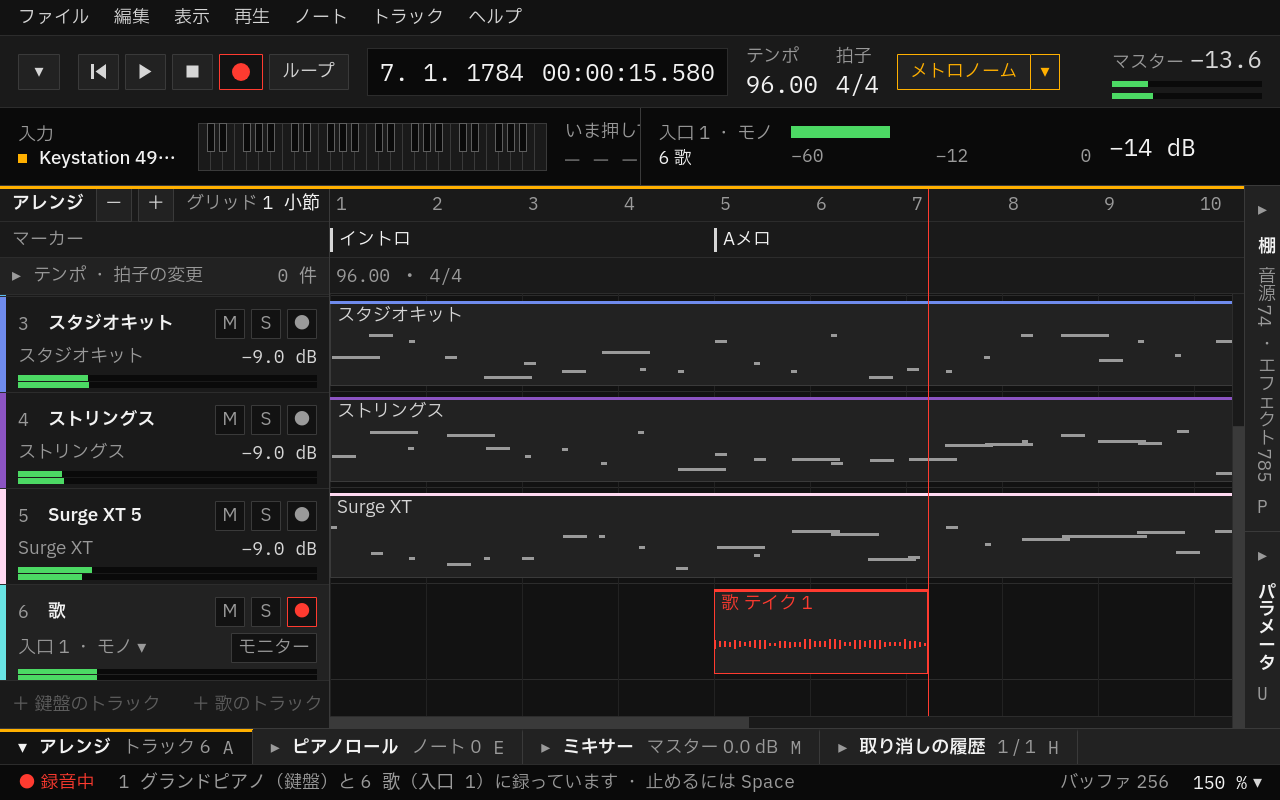 ファイル 編集 表示 再生 ノート トラック ヘルプ
ループ 7. 1. 1784 00:00:15.580 テンポ 96.00 拍子 4/4 メトロノーム マスター −13.6
入力 Keystation 49… いま押し
入口 1 · モノ 6 歌 −60 −12 0 −14 dB
アレンジ − + グリッド 1 小節 1 2 3 4 5 6 7 8 9 10
マーカー イントロ Aメロ
テンポ · 拍子の変更 0 件 96.00 · 4/4
3 スタジオキット M S スタジオキット
スタジオキット −9.0 dB
4 ストリングス M S ストリングス
ストリングス −9.0 dB
5 Surge XT 5 M S Surge XT
Surge XT −9.0 dB
6 歌 M S 歌 テイク 1
入口 1 · モノ モニター
+ 鍵盤のトラック + 歌のトラック
棚 音源 74 · エフェクト 785 P
パラメータ U
アレンジ トラック 6 A ピアノロール ノート 0 E ミキサー マスター 0.0 dB M 取り消しの履歴 1 / 1 H
録音中 1 グランドピアノ（鍵盤）と 6 歌（入口 1）に録っています · 止めるには Space バッファ 256 150 %